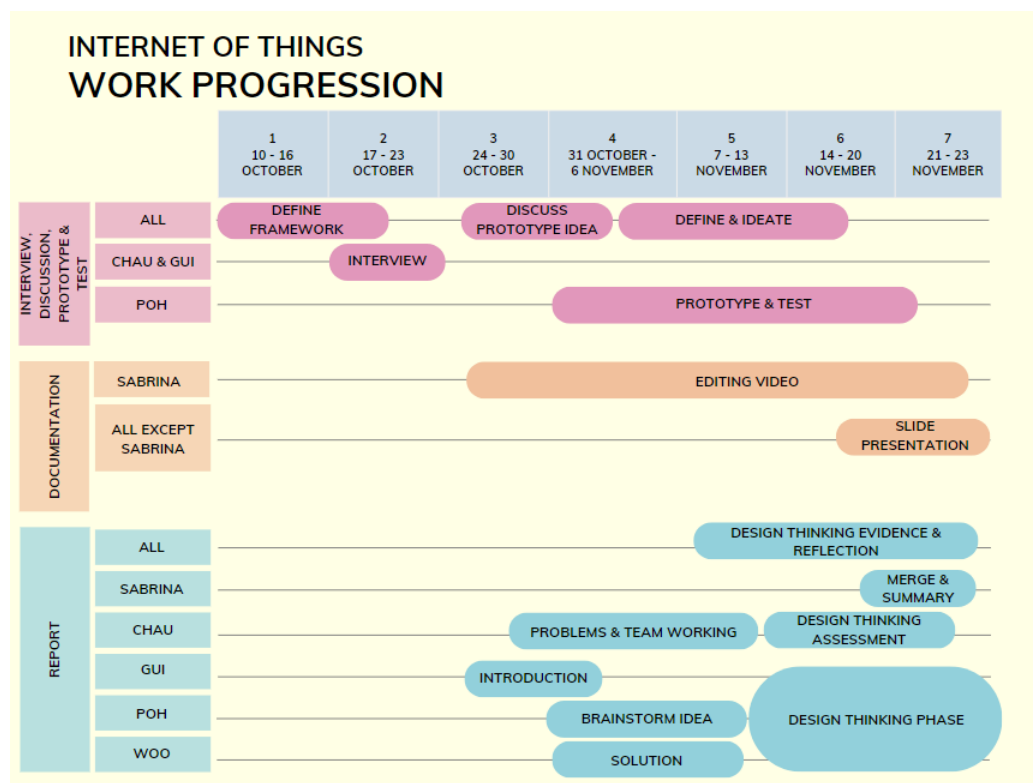 INTERNET OF THINGS
WORK PROGRESSION
1
10 - 16
OCTOBER
2
17 - 23
OCTOBER
3
24 - 30
OCTOBER
4
31 OCTOBER -
6 NOVEMBER
5
7 - 13
NOVEMBER
6
14 - 20
NOVEMBER
7
21 - 23
NOVEMBER
INTERVIEW,
DISCUSSION,
PROTOTYPE &
TEST
ALL
DEFINE
FRAMEWORK
DISCUSS
PROTOTYPE IDEA
DEFINE & IDEATE
CHAU & GUI
INTERVIEW
POH
PROTOTYPE & TEST
DOCUMENTATION
SABRINA
EDITING VIDEO
ALL EXCEPT
SABRINA
SLIDE
PRESENTATION
REPORT
ALL
DESIGN THINKING EVIDENCE &
REFLECTION
SABRINA
MERGE &
SUMMARY
CHAU
PROBLEMS & TEAM WORKING
DESIGN THINKING
ASSESSMENT
GUI
INTRODUCTION
POH
BRAINSTORM IDEA
DESIGN THINKING PHASE
WOO
SOLUTION